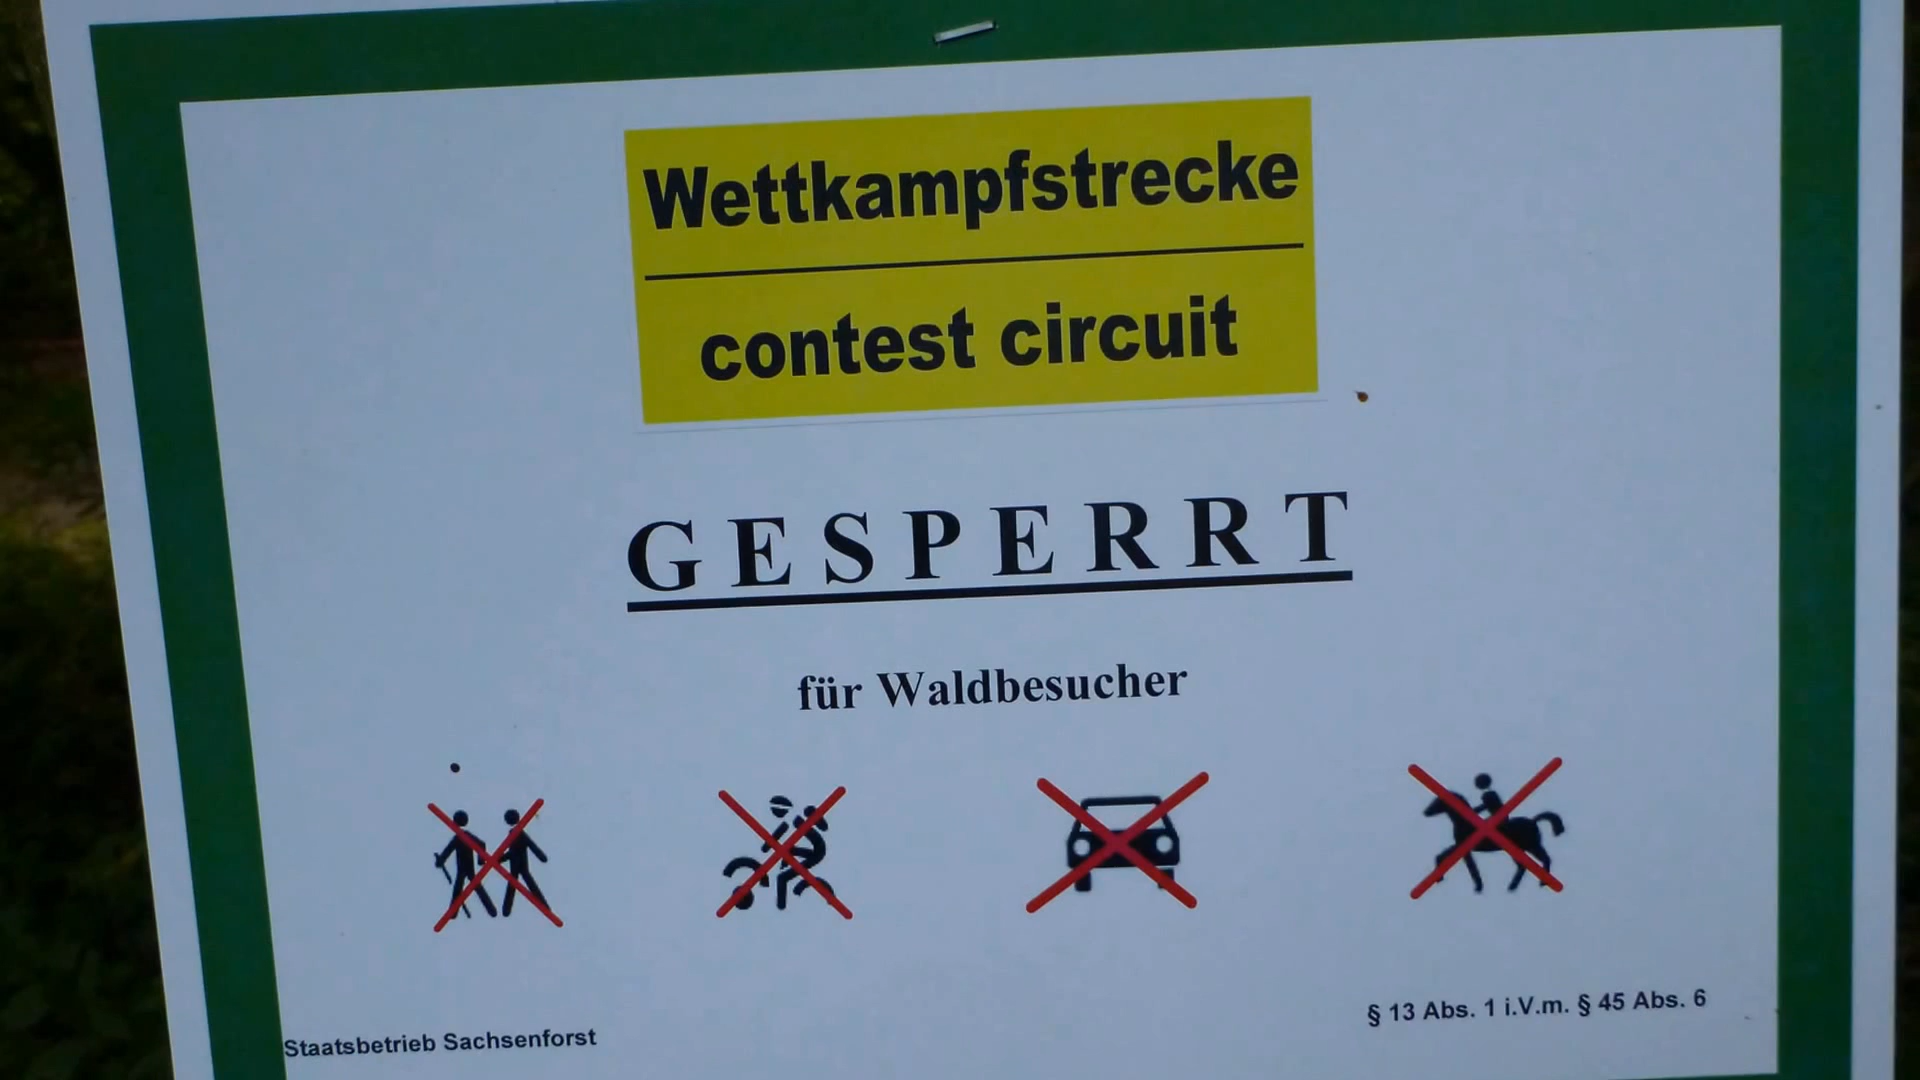 Wettkampfstrecke
contest circuit
GESPERRT
für Waldbesucher
Staatsbetrieb Sachsenforst
§ 13 Abs. 1 i.V.m. § 45 Abs. 6